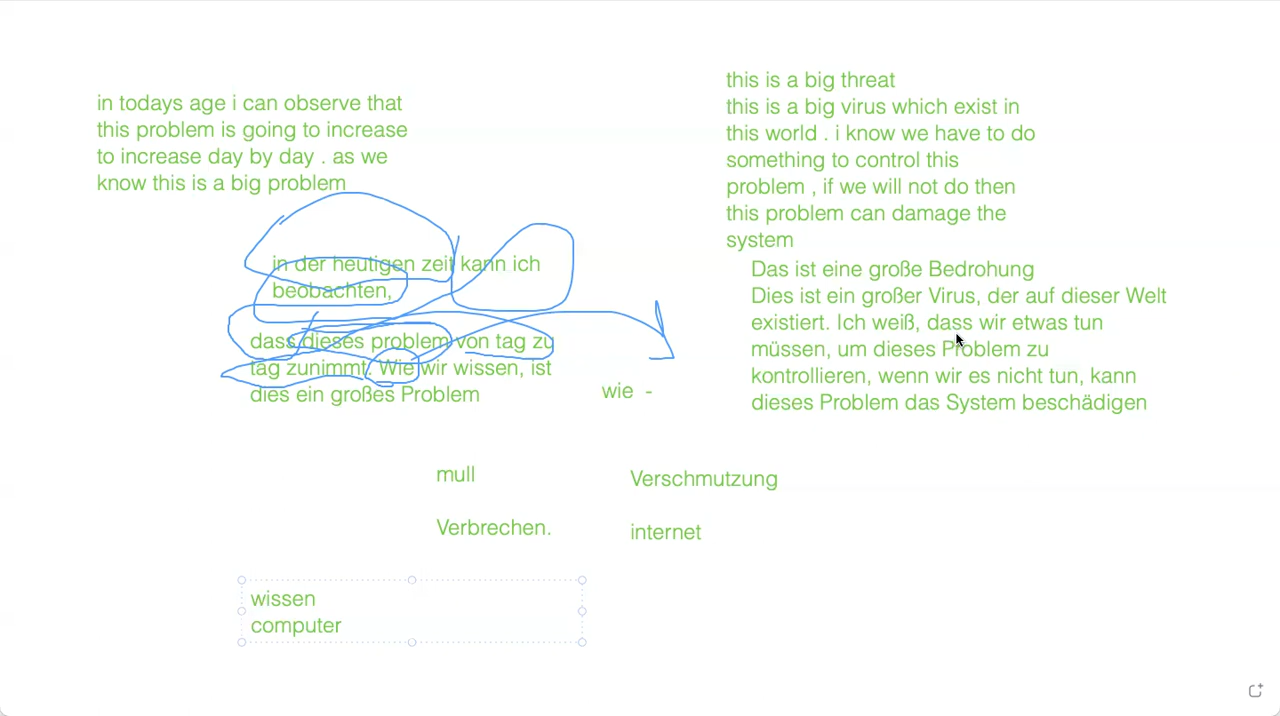 in todays age i can observe that
this problem is going to increase
to increase day by day . as we
know this is a big problem
in der heutigen zeit kann ich
beobachten,
dass dieses problem von tag zu
tag zunimmt. Wie wir wissen, ist
dies ein großes Problem
wie -
this is a big threat
this is a big virus which exist in
this world . i know we have to do
something to control this
problem , if we will not do then
this problem can damage the
system
Das ist eine große Bedrohung
Dies ist ein großer Virus, der auf dieser Welt
existiert. Ich weiß, dass wir etwas tun
müssen, um dieses Problem zu
kontrollieren, wenn wir es nicht tun, kann
dieses Problem das System beschädigen
mull
Verschmutzung
Verbrechen.
internet
wissen
computer